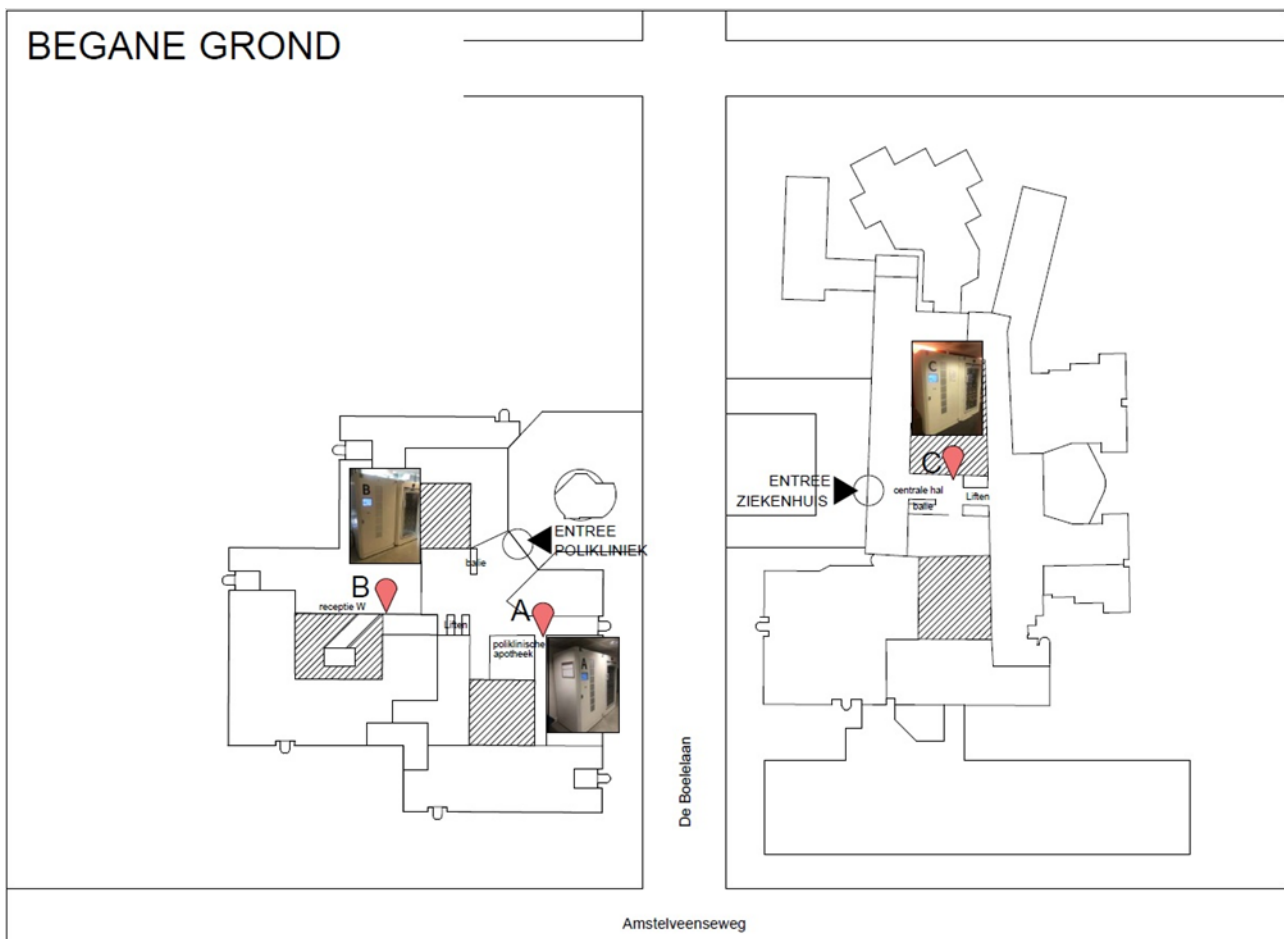 BEGANE GROND
C
C
ENTREE
ZIEKENHUIS
centrale hal
balie
Liften
B
ENTREE
POLIKLINIEK
balie
B
receptie W
A
Liften
poliklinische
apotheek
A
De Boelelaan
Amstelveenseweg